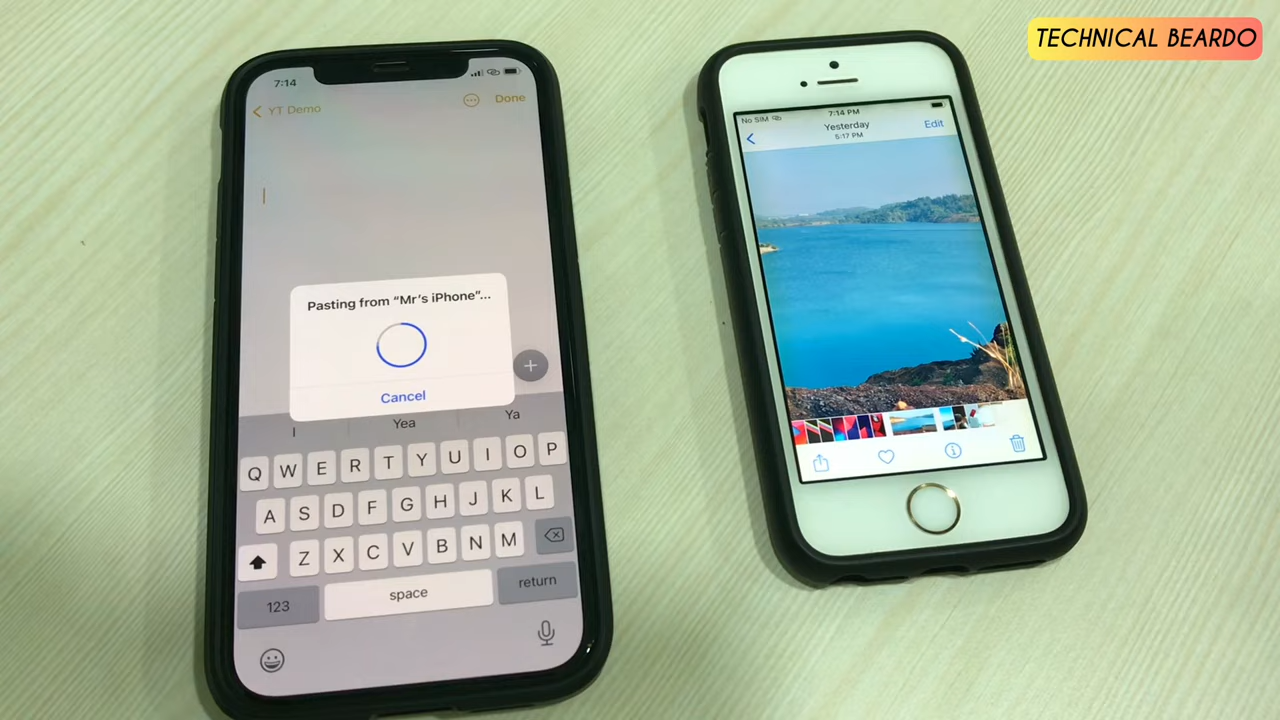 TECHNICAL BEARDO
7:14
YT Demo
Done
Pasting from “Mr’s iPhone”...
Cancel
I Yea Ya
Q W E R T Y U I O P
A S D F G H J K L
Z X C V B N M
123 space return
No SIM 7:14 PM
Yesterday
5:17 PM
Edit